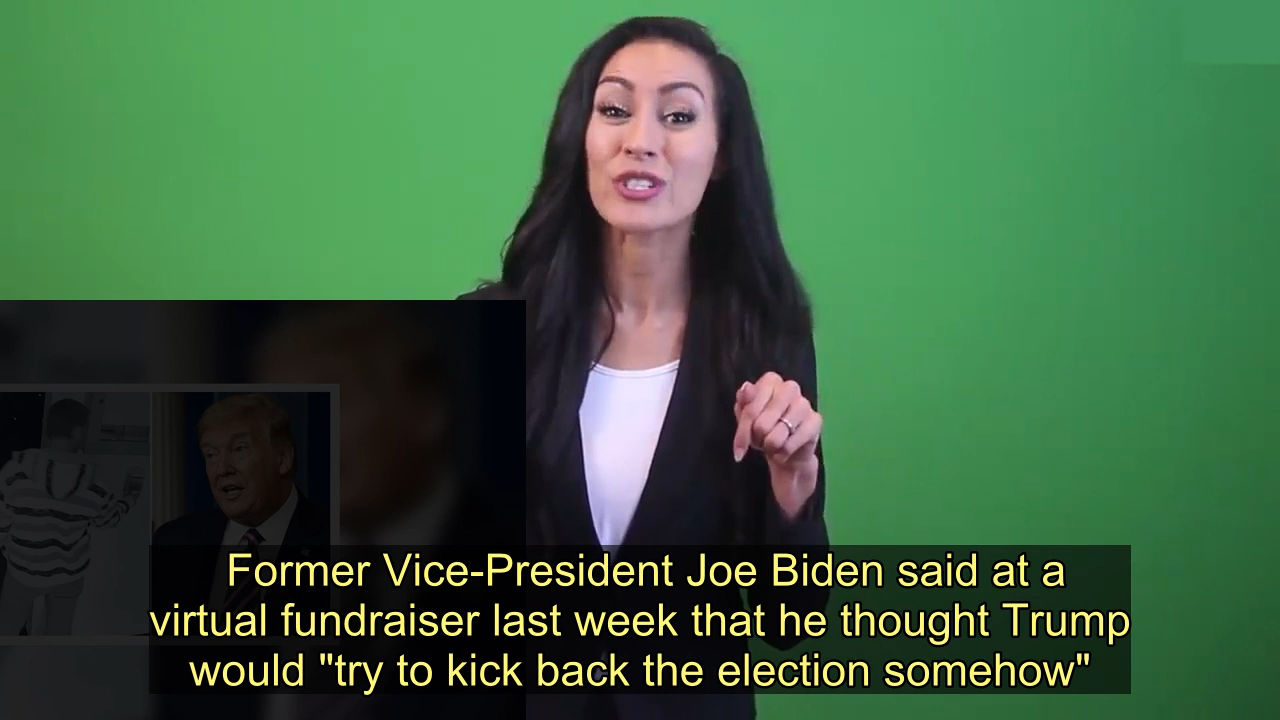 Former Vice-President Joe Biden said at a
virtual fundraiser last week that he thought Trump
would "try to kick back the election somehow"